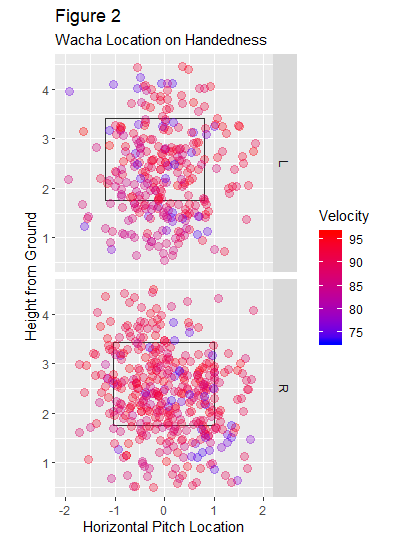 Figure 2
Wacha Location on Handedness
Height from Ground
4
3
2
1
L
4
3
2
1
R
-2 -1 0 1 2
Horizontal Pitch Location
Velocity
95
90
85
80
75